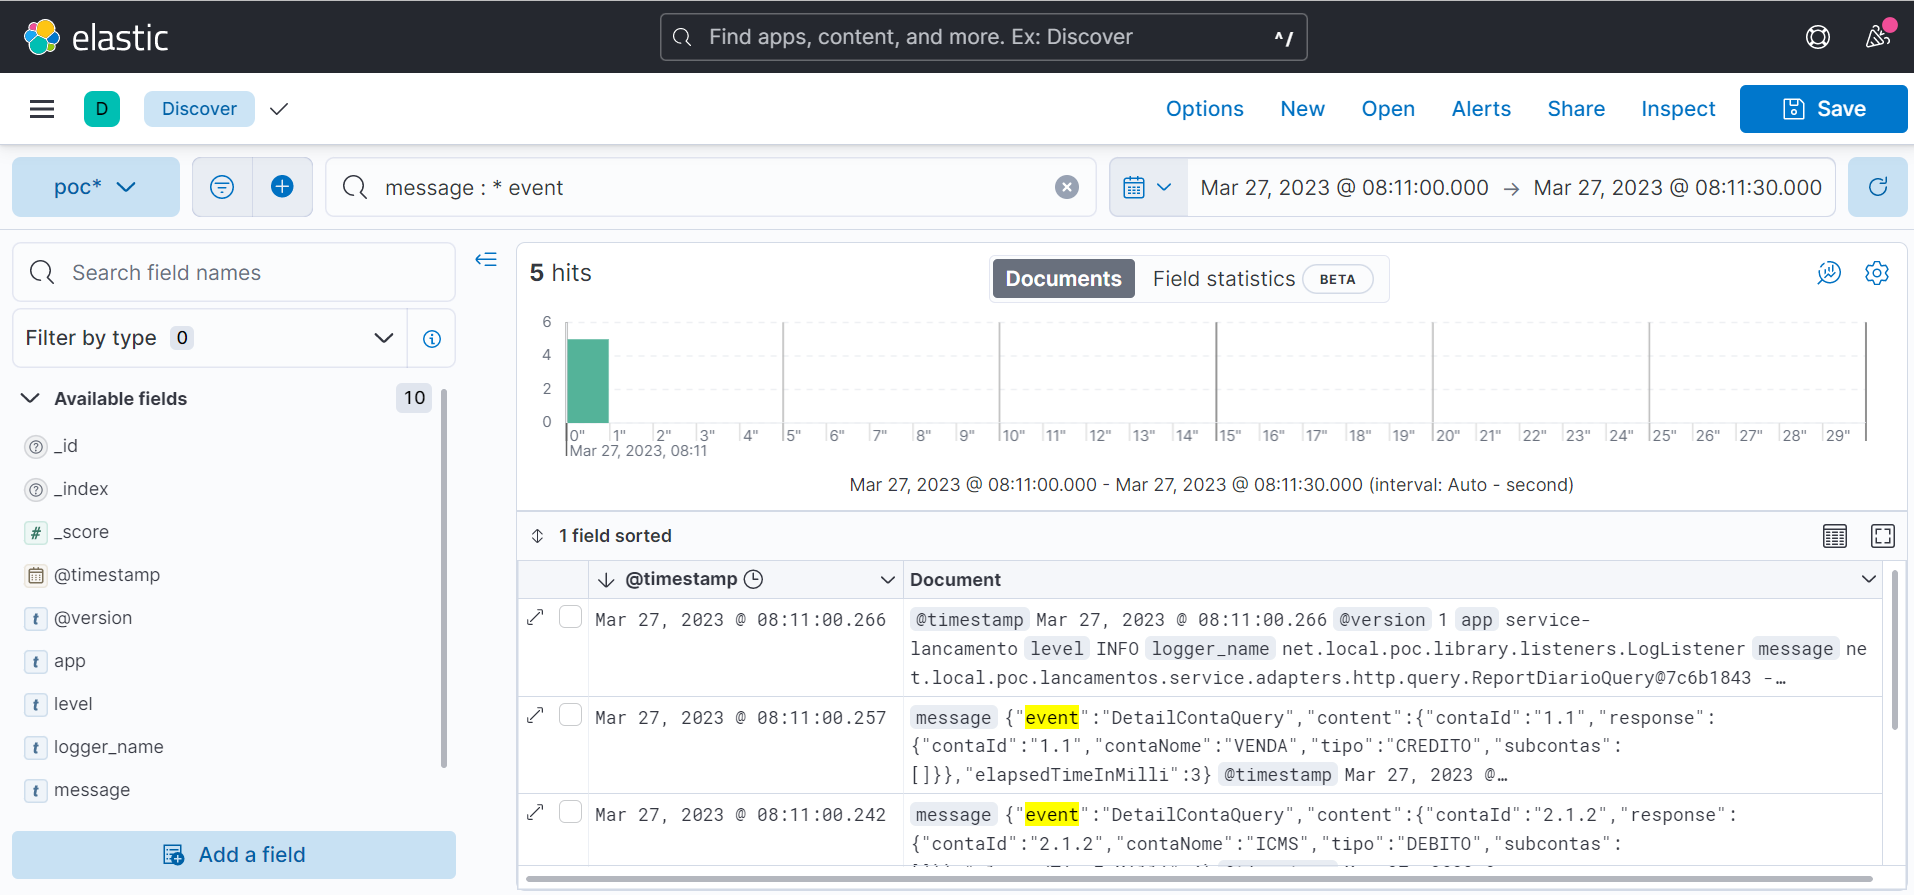 elastic
Find apps, content, and more. Ex: Discover
^/
D
Discover
Options
New
Open
Alerts
Share
Inspect
Save
poc*
message : * event
Mar 27, 2023 @ 08:11:00.000 → Mar 27, 2023 @ 08:11:30.000
Search field names
Filter by type 0
Available fields 10
_id
_index
# _score
@timestamp
t @version
t app
t level
t logger_name
t message
Add a field
5 hits
Documents
Field statistics BETA
6
4
2
0
0" 1" 2" 3" 4" 5" 6" 7" 8" 9" 10" 11" 12" 13" 14" 15" 16" 17" 18" 19" 20" 21" 22" 23" 24" 25" 26" 27" 28" 29"
Mar 27, 2023, 08:11
Mar 27, 2023 @ 08:11:00.000 - Mar 27, 2023 @ 08:11:30.000 (interval: Auto - second)
1 field sorted
@timestamp
Document
Mar 27, 2023 @ 08:11:00.266
@timestamp Mar 27, 2023 @ 08:11:00.266 @version 1 app service-
lancamento level INFO logger_name net.local.poc.library.listeners.LogListener message ne
t.local.poc.lancamentos.service.adapters.http.query.ReportDiarioQuery@7c6b1843 -…
Mar 27, 2023 @ 08:11:00.257
message {"event":"DetailContaQuery","content":{"contaId":"1.1","response":
{"contaId":"1.1","contaNome":"VENDA","tipo":"CREDITO","subcontas":
[]}},"elapsedTimeInMilli":3} @timestamp Mar 27, 2023 @…
Mar 27, 2023 @ 08:11:00.242
message {"event":"DetailContaQuery","content":{"contaId":"2.1.2","response":
{"contaId":"2.1.2","contaNome":"ICMS","tipo":"DEBITO","subcontas":